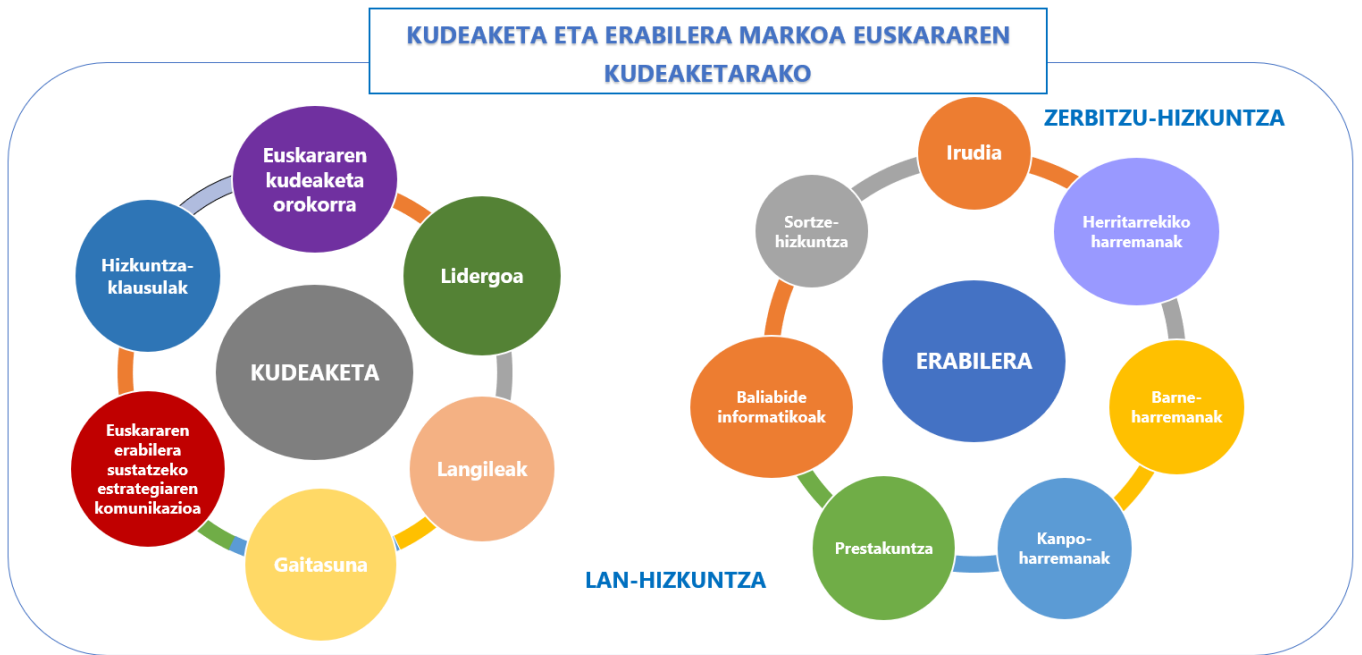 KUDEAKETA ETA ERABILERA MARKOA EUSKARAREN
KUDEAKETARAKO
Euskararen
kudeaketa
orokorra
Lidergoa
Langileak
Gaitasuna
Euskararen
erabilera
sustatzeko
estrategiaren
komunikazioa
Hizkuntza-
klausulak
KUDEAKETA
ZERBITZU-HIZKUNTZA
Irudia
Herritarrekiko
harremanak
Barne-
harremanak
Kanpo-
harremanak
Prestakuntza
Baliabide
informatikoak
Sortze-
hizkuntza
ERABILERA
LAN-HIZKUNTZA